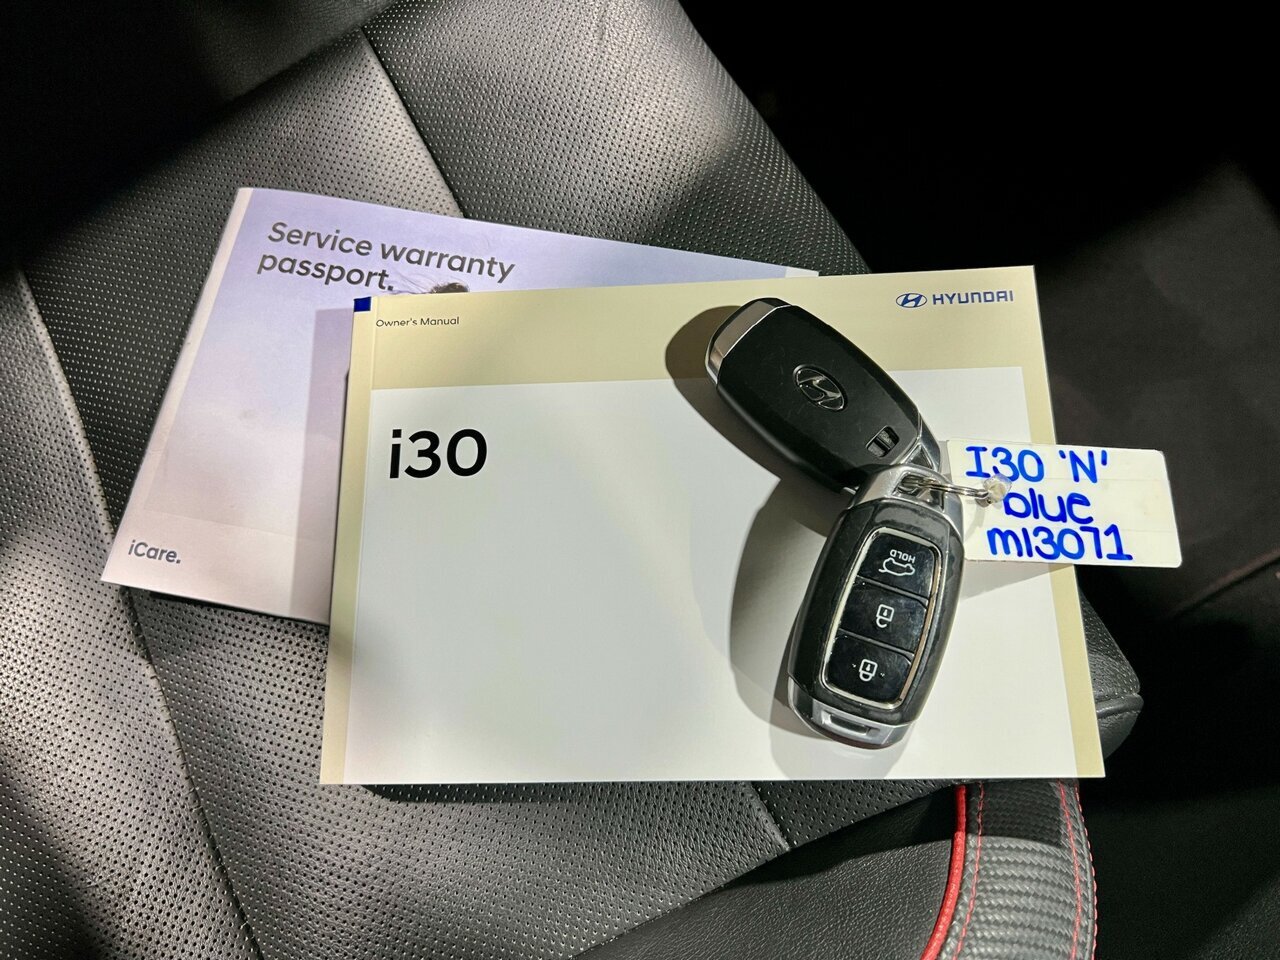 Service warranty
passport.
iCare.
Owner's Manual
HYUNDAI
i30
I30 'N'
blue
m13071
HOLD